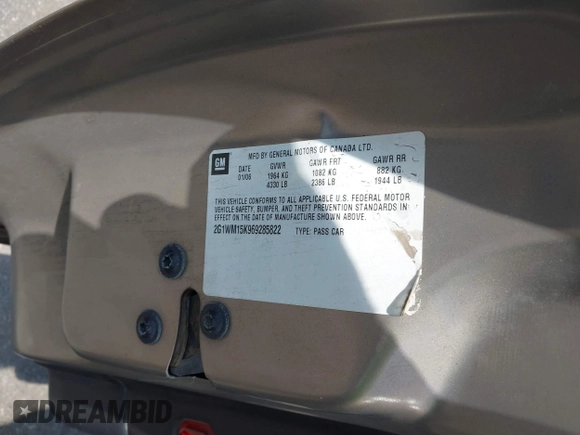 GM
MFD BY GENERAL MOTORS OF CANADA LTD.
DATE GVWR GAWR FRT GAWR RR
01/06 1964 KG 1082 KG 882 KG
4330 LB 2386 LB 1944 LB
THIS VEHICLE CONFORMS TO ALL APPLICABLE U.S. FEDERAL MOTOR
VEHICLE SAFETY, BUMPER, AND THEFT PREVENTION STANDARDS IN
EFFECT ON THE DATE OF MANUFACTURE SHOWN ABOVE.
2G1WM15K969285822 TYPE: PASS CAR
DREAMBID